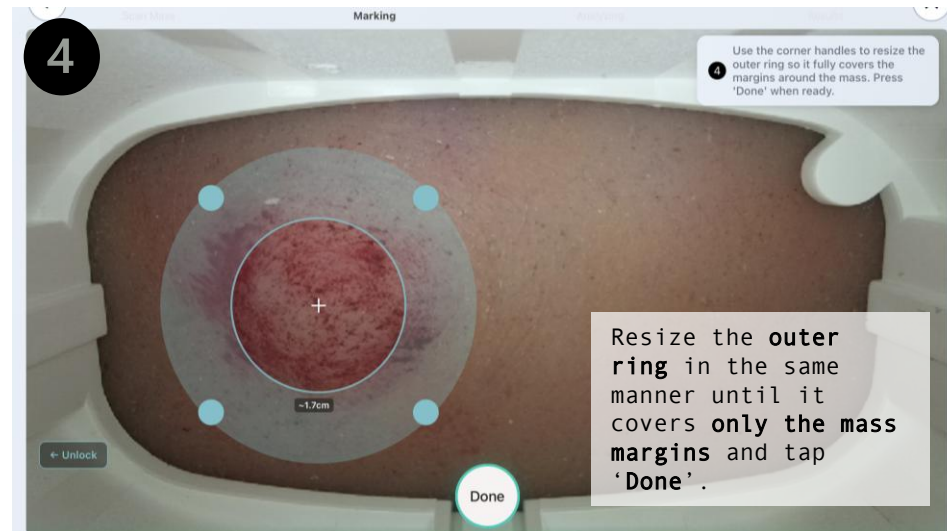 Marking
4
4
Use the corner handles to resize the
outer ring so it fully covers the
margins around the mass. Press
'Done' when ready.
~1.7cm
Resize the outer
ring in the same
manner until it
covers only the mass
margins and tap
‘Done’.
← Unlock
Done